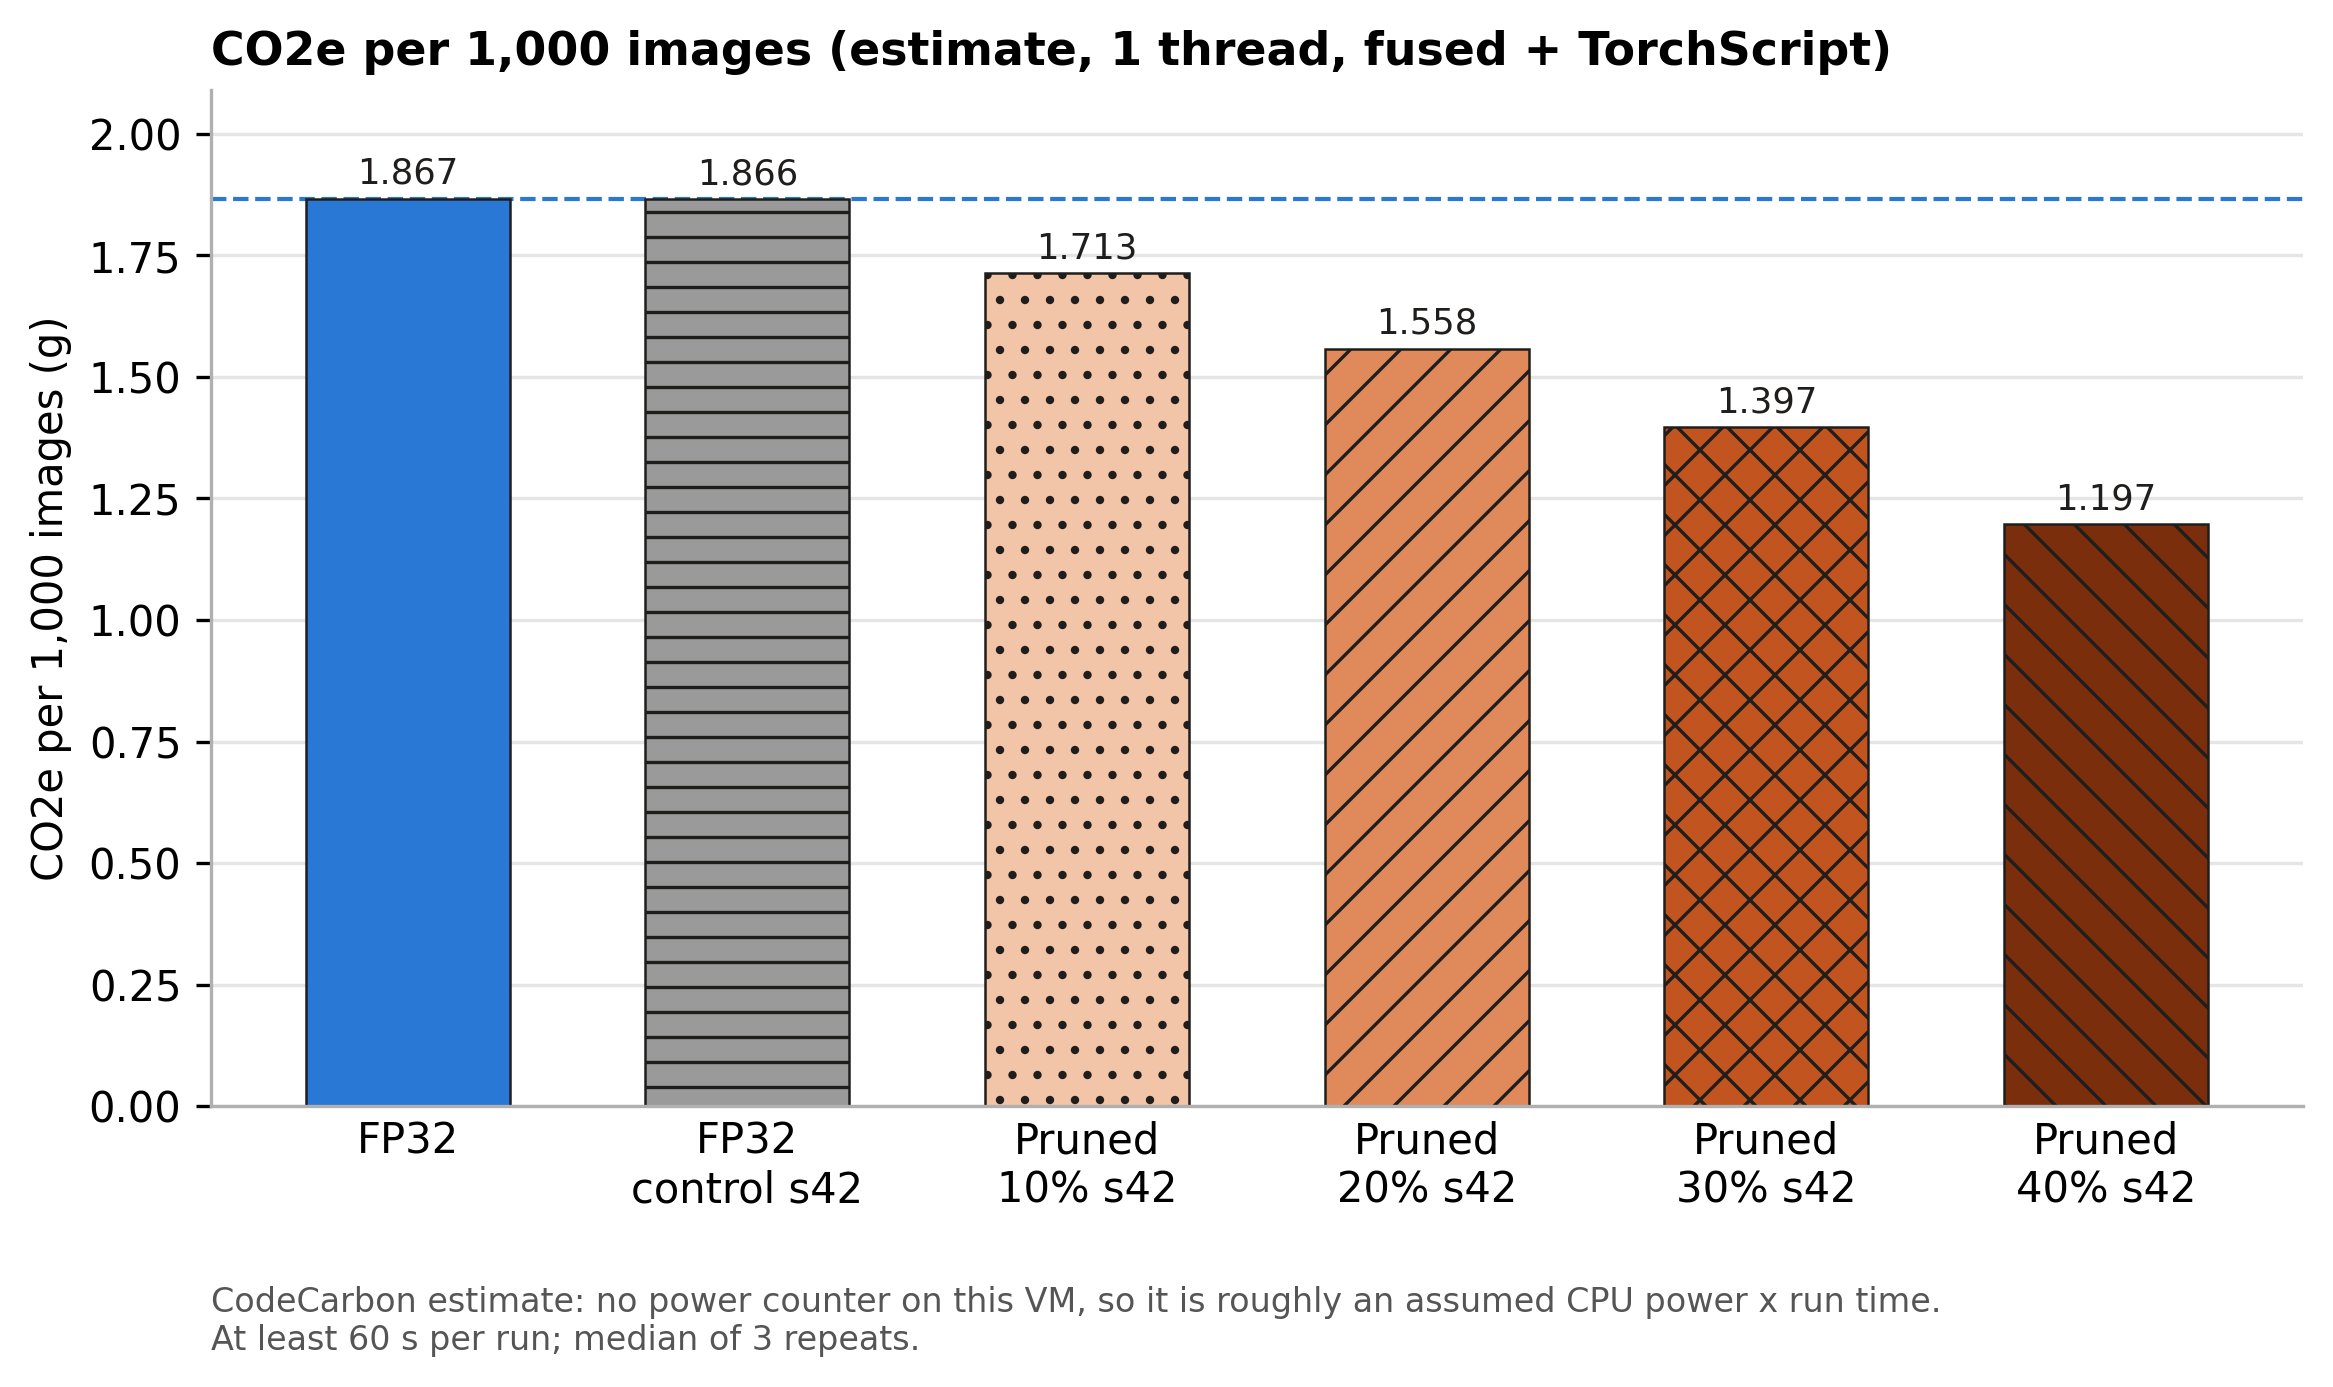 CO2e per 1,000 images (estimate, 1 thread, fused + TorchScript)
CO2e per 1,000 images (g)
2.00
1.75
1.50
1.25
1.00
0.75
0.50
0.25
0.00
1.867
1.866
1.713
1.558
1.397
1.197
FP32
FP32
control s42
Pruned
10% s42
Pruned
20% s42
Pruned
30% s42
Pruned
40% s42
CodeCarbon estimate: no power counter on this VM, so it is roughly an assumed CPU power x run time.
At least 60 s per run; median of 3 repeats.